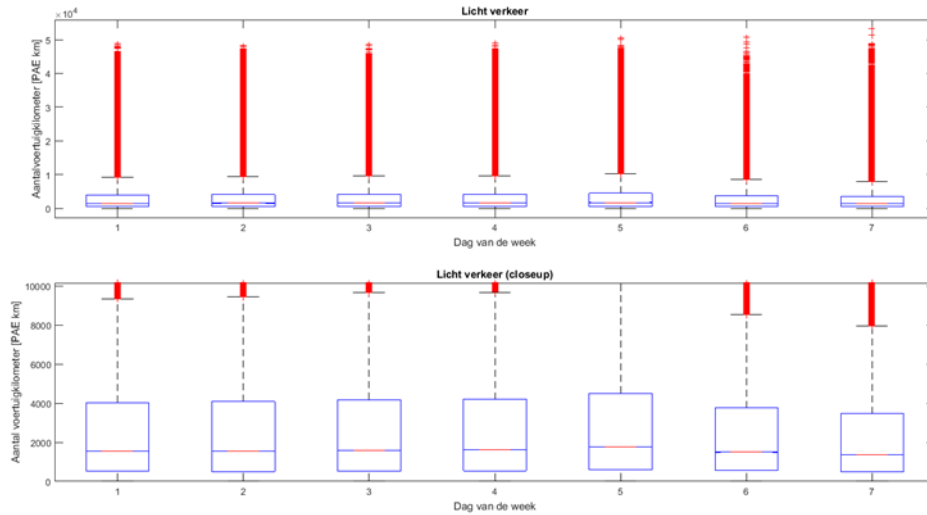 Licht verkeer
×10⁴
Aantalvoertuigkilometer [PAE km]
5
4
3
2
1
0
1 2 3 4 5 6 7
Dag van de week
Licht verkeer (closeup)
Aantal voertuigkilometer [PAE km]
10000
8000
6000
4000
2000
0
1 2 3 4 5 6 7
Dag van de week